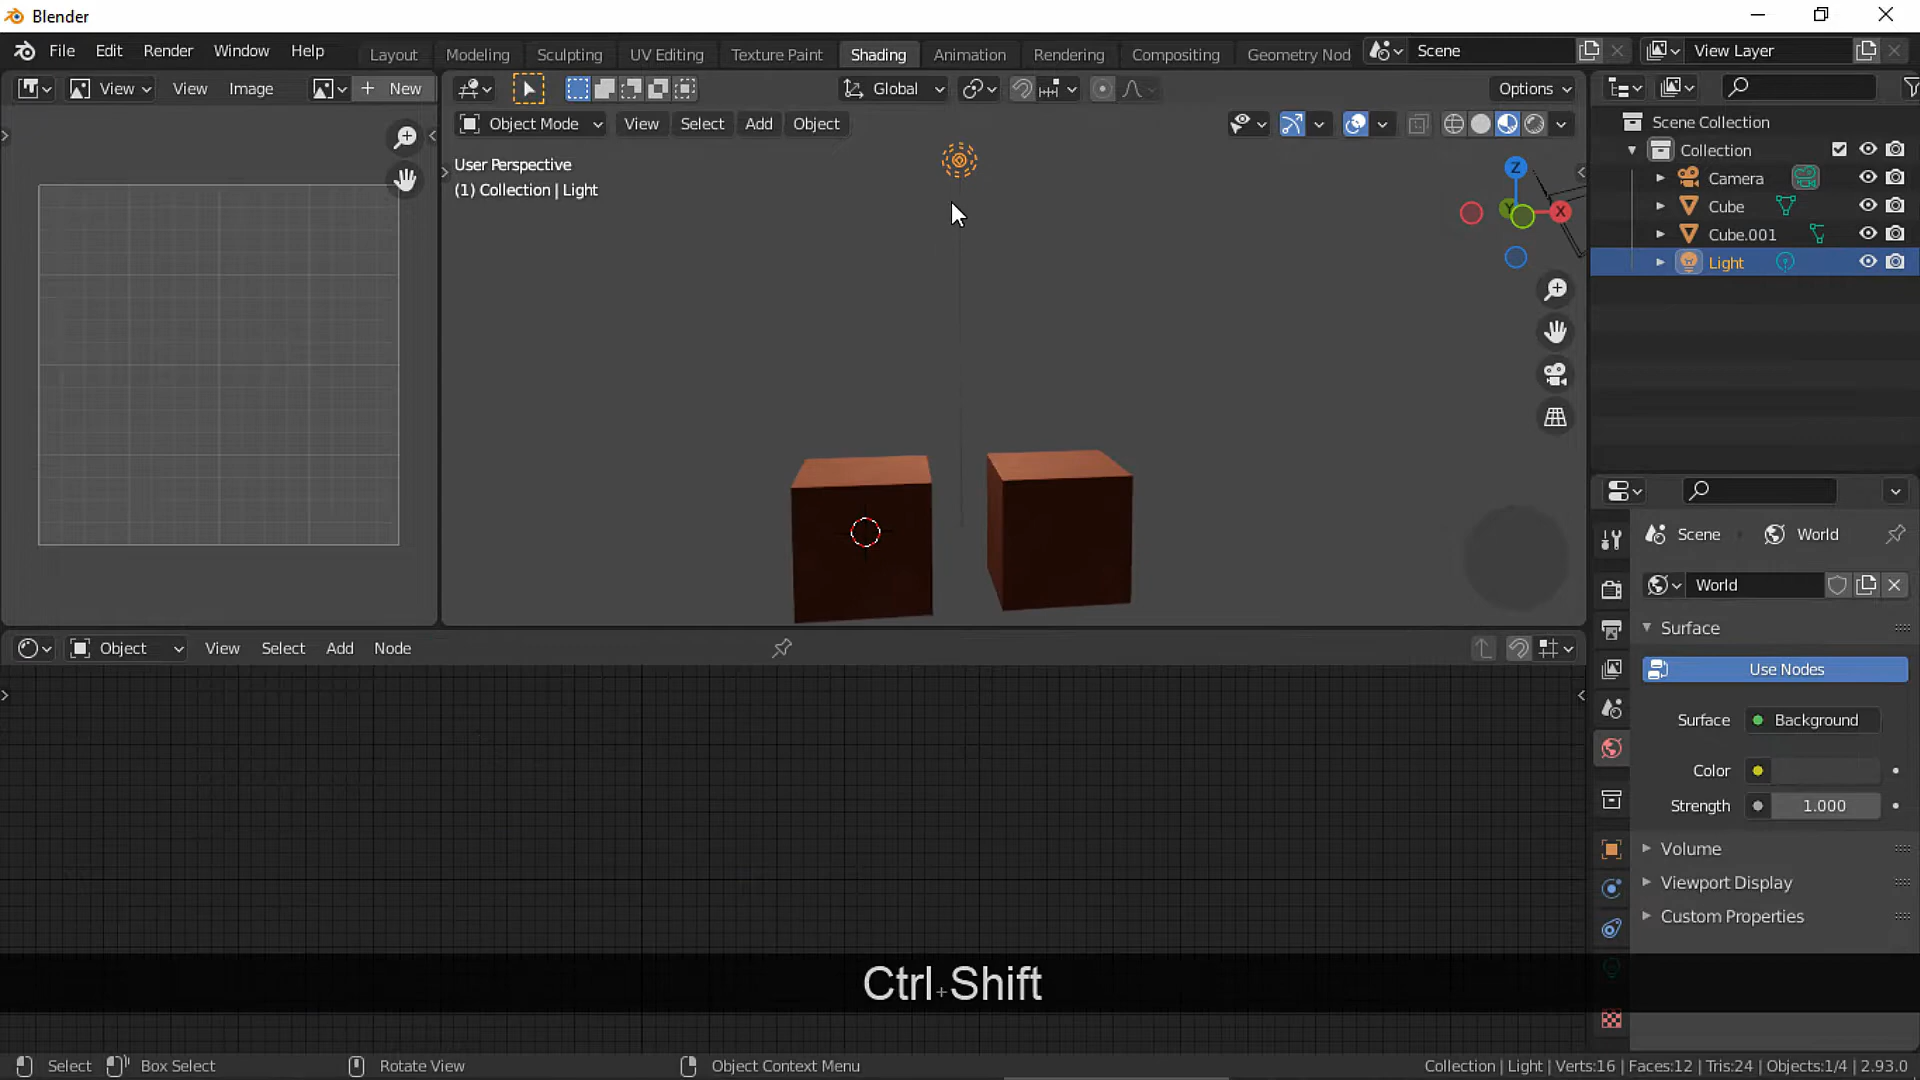 Blender
File Edit Render Window Help Layout Modeling Sculpting UV Editing Texture Paint Shading Animation Rendering Compositing Geometry Nod Scene View Layer
View View Image + New Global Options
Object Mode View Select Add Object
User Perspective
(1) Collection | Light
Z
X
Y
Scene Collection
Collection
Camera
Cube
Cube.001
Light
Scene World
World
Surface
Use Nodes
Surface Background
Color
Strength 1.000
Volume
Viewport Display
Custom Properties
Object View Select Add Node
Ctrl+Shift
Select Box Select Rotate View Object Context Menu Collection | Light | Verts:16 | Faces:12 | Tris:24 | Objects:1/4 | 2.93.0